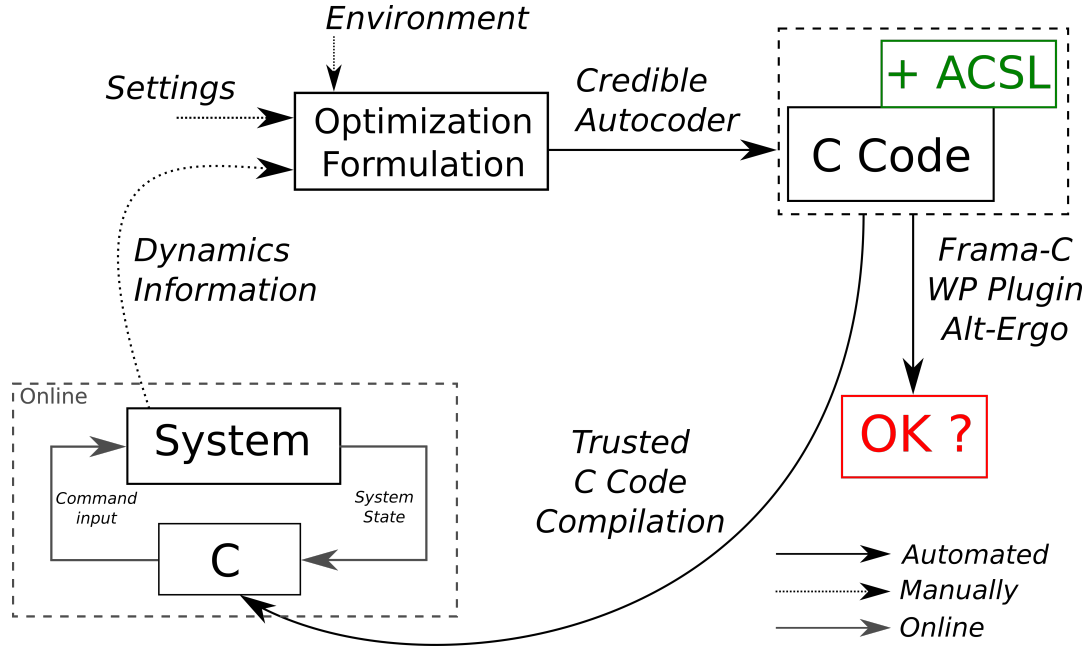 Environment
Settings
Optimization
Formulation
Credible
Autocoder
+ ACSL
C Code
Dynamics
Information
Frama-C
WP Plugin
Alt-Ergo
OK ?
Online
System
Command
input
System
State
C
Trusted
C Code
Compilation
Automated
Manually
Online